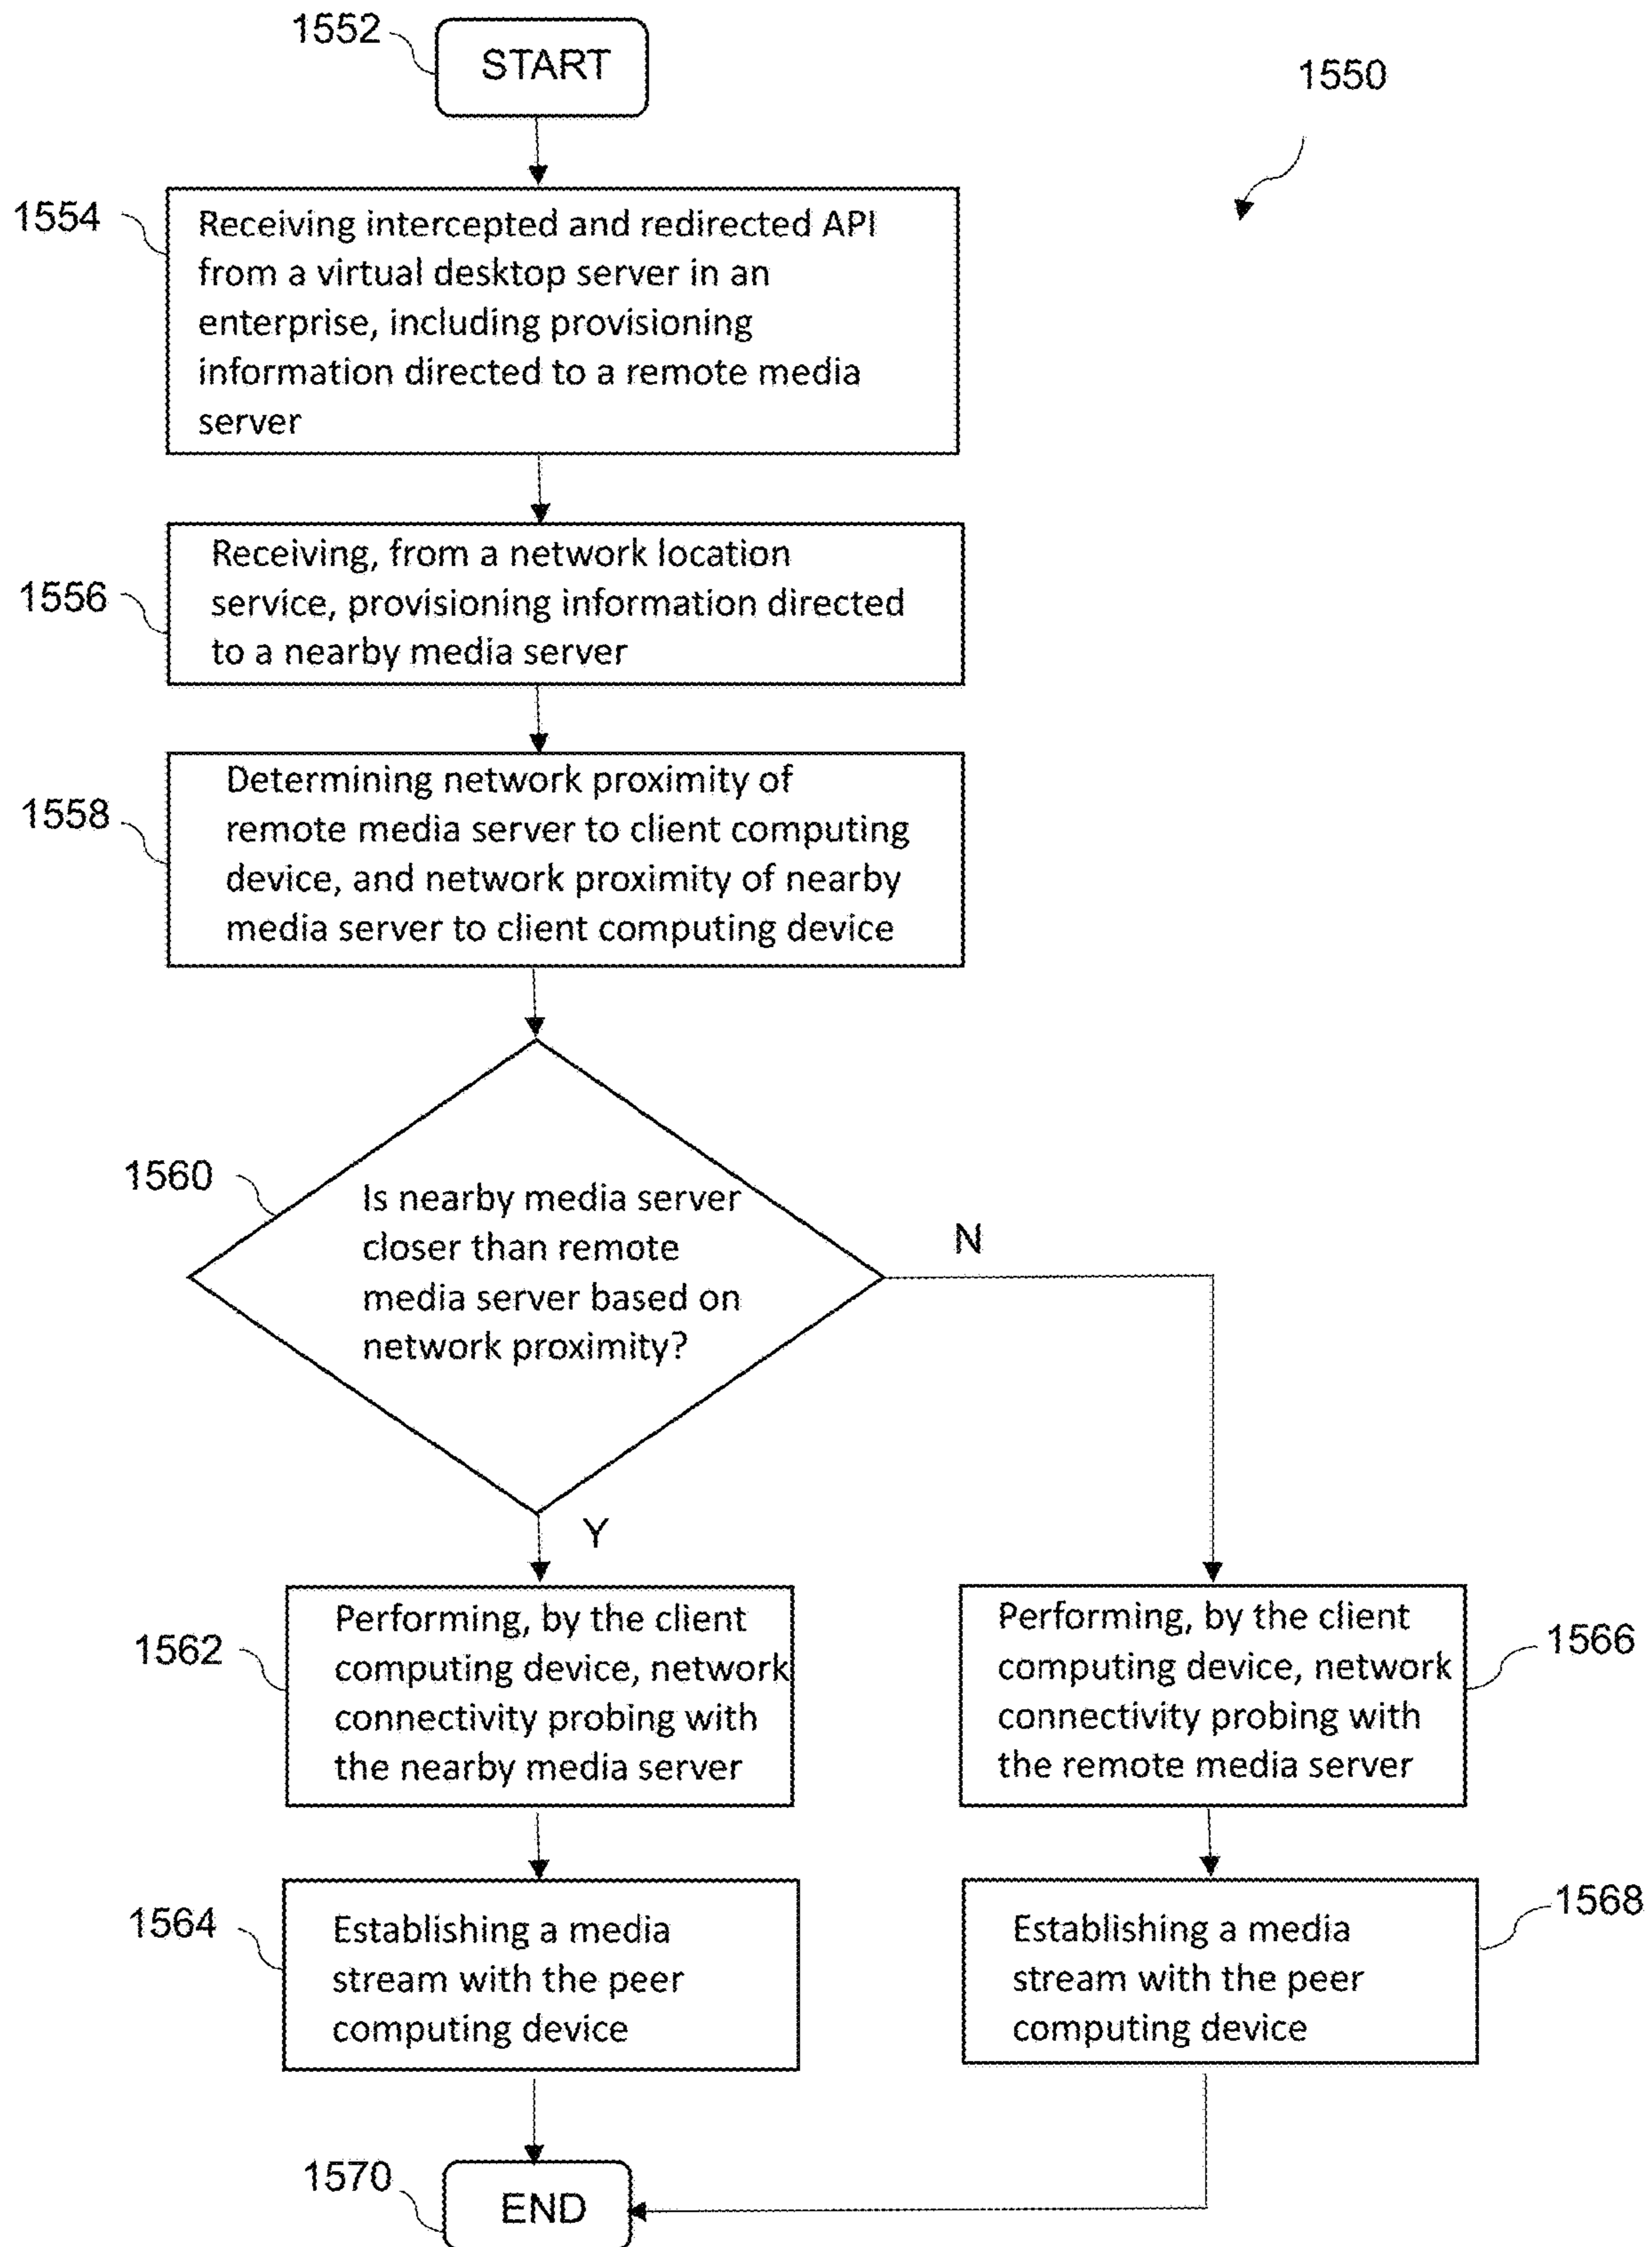 1552
START
1550
1554
Receiving intercepted and redirected API
from a virtual desktop server in an
enterprise, including provisioning
information directed to a remote media
server
1556
Receiving, from a network location
service, provisioning information directed
to a nearby media server
1558
Determining network proximity of
remote media server to client computing
device, and network proximity of nearby
media server to client computing device
1560
Is nearby media server
closer than remote
media server based on
network proximity?
N
Y
1562
Performing, by the client
computing device, network
connectivity probing with
the nearby media server
Performing, by the client
computing device, network
connectivity probing with
the remote media server
1566
1564
Establishing a media
stream with the peer
computing device
Establishing a media
stream with the peer
computing device
1568
1570
END